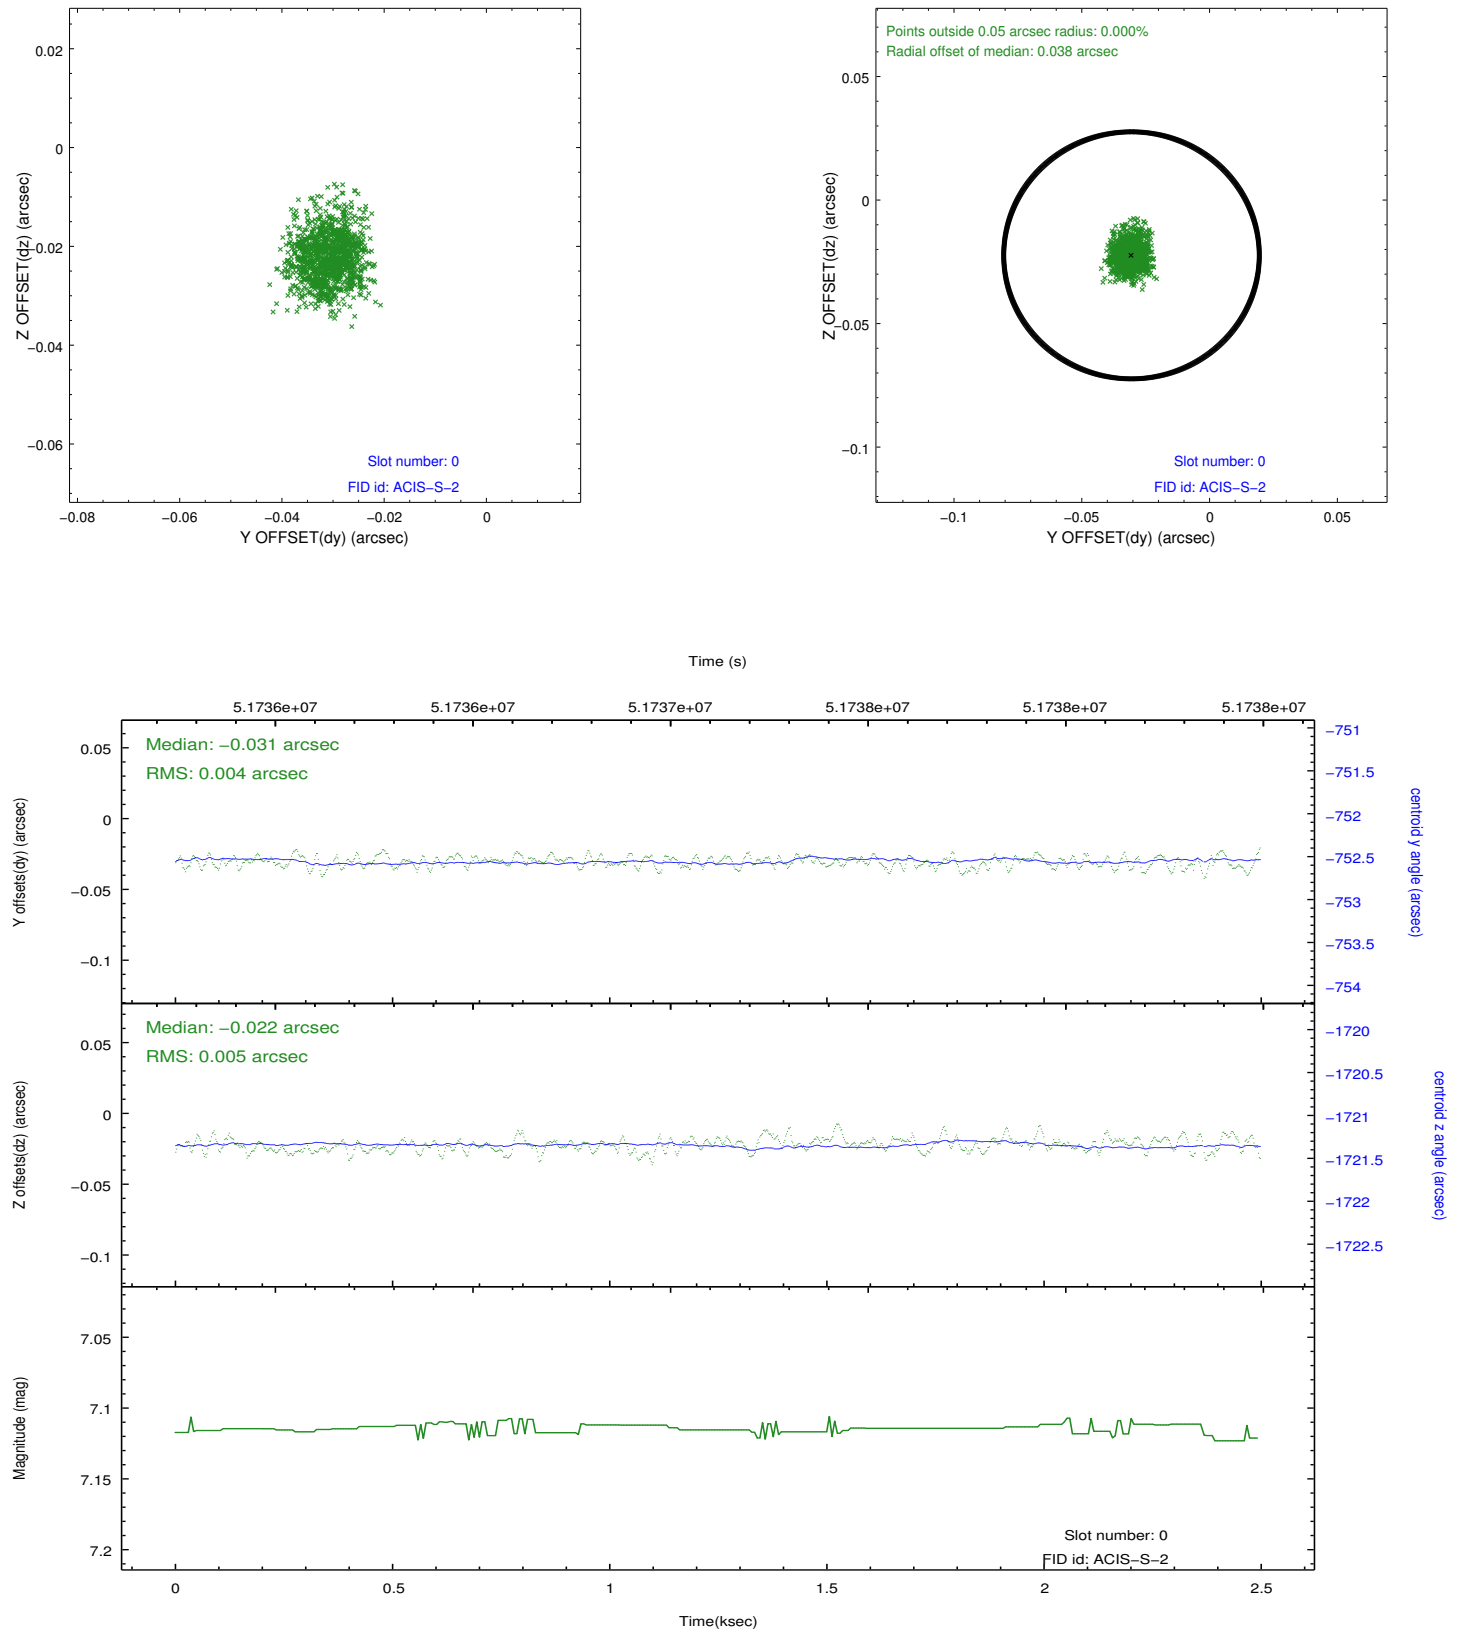 0.02
0
−0.02
−0.04
−0.06
Z OFFSET(dz) (arcsec)
Slot number: 0
FID id: ACIS−S−2
−0.08
−0.06
−0.04
−0.02
0
Y OFFSET(dy) (arcsec)
Points outside 0.05 arcsec radius: 0.000%
Radial offset of median: 0.038 arcsec
0.05
0
−0.05
−0.1
Z OFFSET(dz) (arcsec)
Slot number: 0
FID id: ACIS−S−2
−0.1
−0.05
0
0.05
Y OFFSET(dy) (arcsec)
Time (s)
5.1736e+07
5.1736e+07
5.1737e+07
5.1738e+07
5.1738e+07
5.1738e+07
Median: −0.031 arcsec
RMS: 0.004 arcsec
0.05
0
−0.05
−0.1
Y offsets(dy) (arcsec)
−751
−751.5
−752
−752.5
−753
−753.5
−754
centroid y angle (arcsec)
Median: −0.022 arcsec
RMS: 0.005 arcsec
0.05
0
−0.05
−0.1
Z offsets(dz) (arcsec)
−1720
−1720.5
−1721
−1721.5
−1722
−1722.5
centroid z angle (arcsec)
7.05
7.1
7.15
7.2
Magnitude (mag)
Slot number: 0
FID id: ACIS−S−2
0
0.5
1
1.5
2
2.5
Time(ksec)